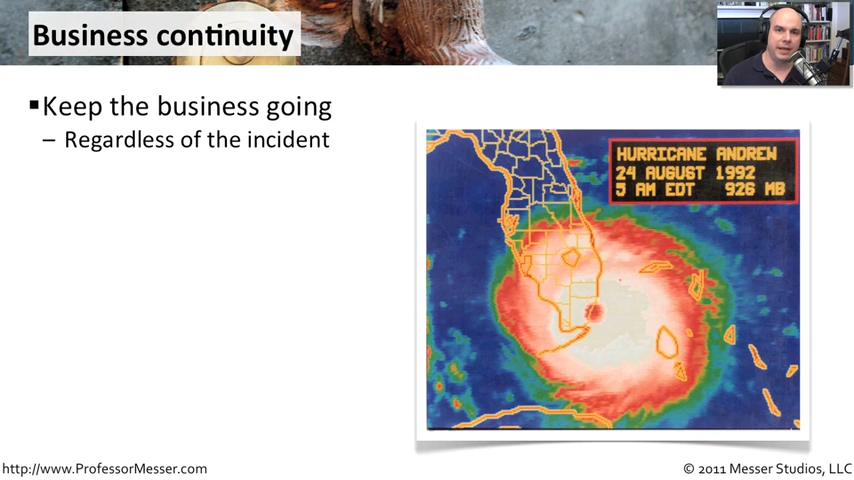 Business continuity
▪Keep the business going
– Regardless of the incident
HURRICANE ANDREW
24 AUGUST 1992
5 AM EDT 926 MB
http://www.ProfessorMesser.com
© 2011 Messer Studios, LLC